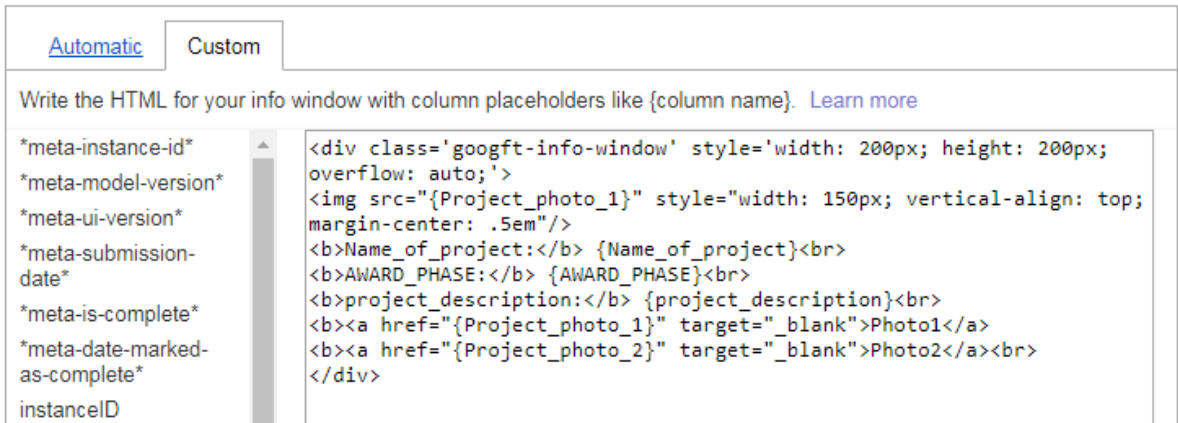 Automatic Custom
Write the HTML for your info window with column placeholders like {column name}. Learn more
*meta-instance-id*
*meta-model-version*
*meta-ui-version*
*meta-submission-
date*
*meta-is-complete*
*meta-date-marked-
as-complete*
instanceID
<div class='googft-info-window' style='width: 200px; height: 200px;
overflow: auto;'>
<img src="{Project_photo_1}" style="width: 150px; vertical-align: top;
margin-center: .5em"/>
<b>Name_of_project:</b> {Name_of_project}<br>
<b>AWARD_PHASE:</b> {AWARD_PHASE}<br>
<b>project_description:</b> {project_description}<br>
<b><a href="{Project_photo_1}" target="_blank">Photo1</a>
<b><a href="{Project_photo_2}" target="_blank">Photo2</a><br>
</div>